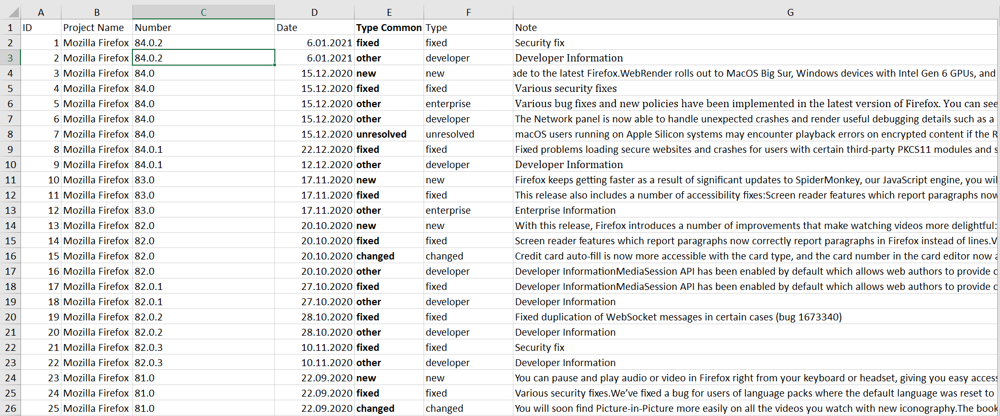 A B C D E F G
1 ID Project Name Number Date Type Common Type Note
2 1 Mozilla Firefox 84.0.2 6.01.2021 fixed fixed Security fix
3 2 Mozilla Firefox 84.0.2 6.01.2021 other developer Developer Information
4 3 Mozilla Firefox 84.0 15.12.2020 new new ade to the latest Firefox.WebRender rolls out to MacOS Big Sur, Windows devices with Intel Gen 6 GPUs, and
5 4 Mozilla Firefox 84.0 15.12.2020 fixed fixed Various security fixes
6 5 Mozilla Firefox 84.0 15.12.2020 other enterprise Various bug fixes and new policies have been implemented in the latest version of Firefox. You can see
7 6 Mozilla Firefox 84.0 15.12.2020 other developer The Network panel is now able to handle unexpected crashes and render useful debugging details such as a
8 7 Mozilla Firefox 84.0 15.12.2020 unresolved unresolved macOS users running on Apple Silicon systems may encounter playback errors on encrypted content if the R
9 8 Mozilla Firefox 84.0.1 22.12.2020 fixed fixed Fixed problems loading secure websites and crashes for users with certain third-party PKCS11 modules and s
10 9 Mozilla Firefox 84.0.1 12.12.2020 other developer Developer Information
11 10 Mozilla Firefox 83.0 17.11.2020 new new Firefox keeps getting faster as a result of significant updates to SpiderMonkey, our JavaScript engine, you wil
12 11 Mozilla Firefox 83.0 17.11.2020 fixed fixed This release also includes a number of accessibility fixes:Screen reader features which report paragraphs now
13 12 Mozilla Firefox 83.0 17.11.2020 other enterprise Enterprise Information
14 13 Mozilla Firefox 82.0 20.10.2020 new new With this release, Firefox introduces a number of improvements that make watching videos more delightful:
15 14 Mozilla Firefox 82.0 20.10.2020 fixed fixed Screen reader features which report paragraphs now correctly report paragraphs in Firefox instead of lines.V
16 15 Mozilla Firefox 82.0 20.10.2020 changed changed Credit card auto-fill is now more accessible with the card type, and the card number in the card editor now a
17 16 Mozilla Firefox 82.0 20.10.2020 other developer Developer InformationMediaSession API has been enabled by default which allows web authors to provide c
18 17 Mozilla Firefox 82.0.1 27.10.2020 fixed fixed Developer InformationMediaSession API has been enabled by default which allows web authors to provide c
19 18 Mozilla Firefox 82.0.1 27.10.2020 other developer Developer Information
20 19 Mozilla Firefox 82.0.2 28.10.2020 fixed fixed Fixed duplication of WebSocket messages in certain cases (bug 1673340)
21 20 Mozilla Firefox 82.0.2 28.10.2020 other developer Developer Information
22 21 Mozilla Firefox 82.0.3 10.11.2020 fixed fixed Security fix
23 22 Mozilla Firefox 82.0.3 10.11.2020 other developer Developer Information
24 23 Mozilla Firefox 81.0 22.09.2020 new new You can pause and play audio or video in Firefox right from your keyboard or headset, giving you easy access
25 24 Mozilla Firefox 81.0 22.09.2020 fixed fixed Various security fixes.We’ve fixed a bug for users of language packs where the default language was reset to
26 25 Mozilla Firefox 81.0 22.09.2020 changed changed You will soon find Picture-in-Picture more easily on all the videos you watch with new iconography.The book